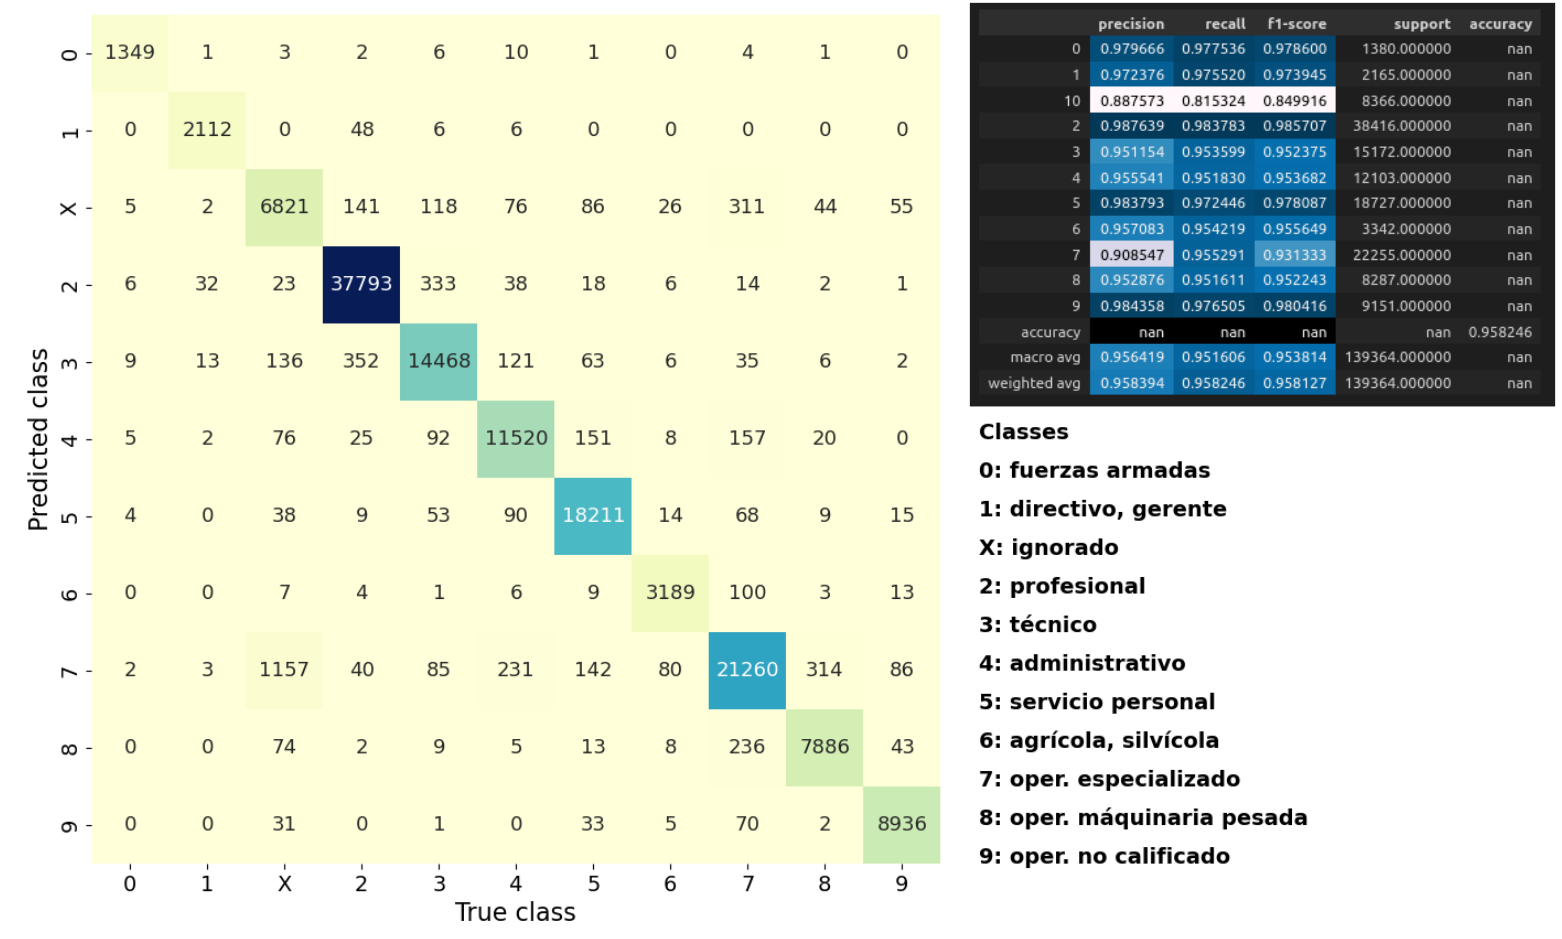 0 1349 1 3 2 6 10 1 0 4 1 0
1 0 2112 0 48 6 6 0 0 0 0 0
X 5 2 6821 141 118 76 86 26 311 44 55
2 6 32 23 37793 333 38 18 6 14 2 1
3 9 13 136 352 14468 121 63 6 35 6 2
4 5 2 76 25 92 11520 151 8 157 20 0
5 4 0 38 9 53 90 18211 14 68 9 15
6 0 0 7 4 1 6 9 3189 100 3 13
7 2 3 1157 40 85 231 142 80 21260 314 86
8 0 0 74 2 9 5 13 8 236 7886 43
9 0 0 31 0 1 0 33 5 70 2 8936
0 1 X 2 3 4 5 6 7 8 9
True class
Predicted class
precision recall f1-score support accuracy
0 0.979666 0.977536 0.978600 1380.000000 nan
1 0.972376 0.975520 0.973945 2165.000000 nan
10 0.887573 0.815324 0.849916 8366.000000 nan
2 0.987639 0.983783 0.985707 38416.000000 nan
3 0.951154 0.953599 0.952375 15172.000000 nan
4 0.955541 0.951830 0.953682 12103.000000 nan
5 0.983793 0.972446 0.978087 18727.000000 nan
6 0.957083 0.954219 0.955649 3342.000000 nan
7 0.908547 0.955291 0.931333 22255.000000 nan
8 0.952876 0.951611 0.952243 8287.000000 nan
9 0.984358 0.976505 0.980416 9151.000000 nan
accuracy nan nan nan nan 0.958246
macro avg 0.956419 0.951606 0.953814 139364.000000 nan
weighted avg 0.958394 0.958246 0.958127 139364.000000 nan
Classes
0: fuerzas armadas
1: directivo, gerente
X: ignorado
2: profesional
3: técnico
4: administrativo
5: servicio personal
6: agrícola, silvícola
7: oper. especializado
8: oper. máquinaria pesada
9: oper. no calificado